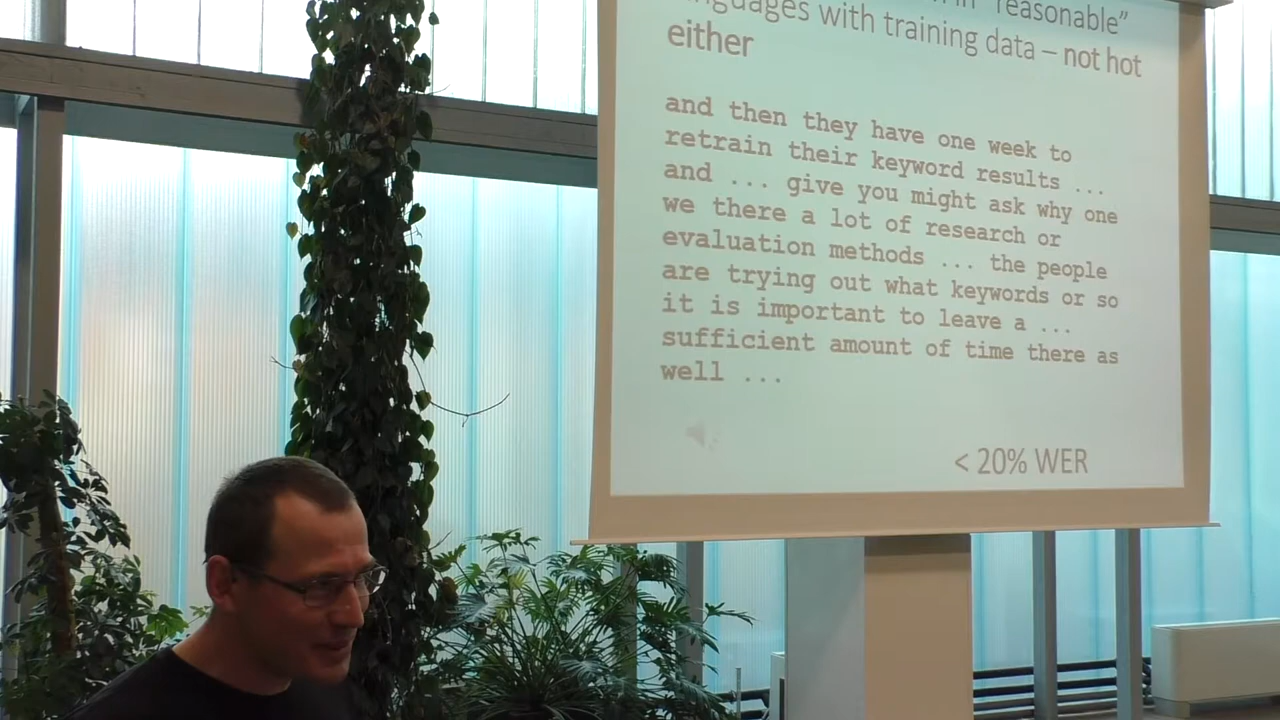 in "reasonable"
languages with training data – not hot
either
and then they have one week to
retrain their keyword results ...
and ... give you might ask why one
we there a lot of research or
evaluation methods ... the people
are trying out what keywords or so
it is important to leave a ...
sufficient amount of time there as
well ...
< 20% WER